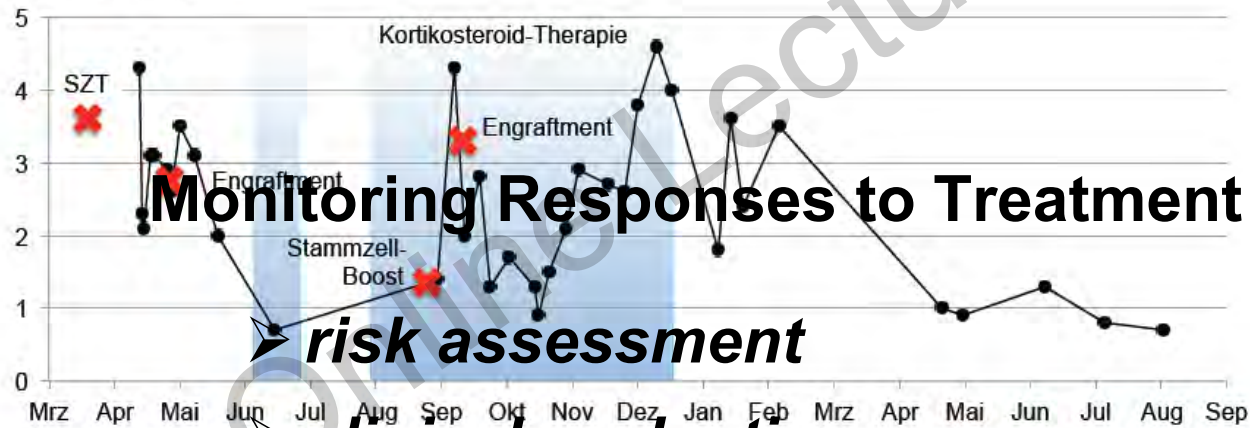 5
Kortikosteroid-Therapie
SZT
4
Engraftment
3
Engraftment
Monitoring Responses to Treatment
2
Stammzell-
Boost
1
➢ risk assessment
0
Mrz Apr Mai Jun Jul Aug Sep Okt Nov Dez Jan Feb Mrz Apr Mai Jun Jul Aug Sep
Online Lectu